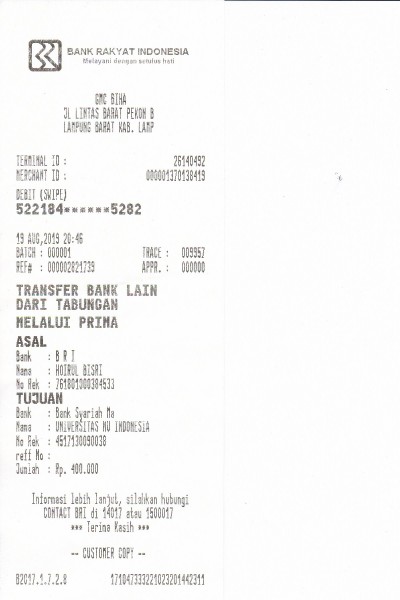 BANK RAKYAT INDONESIA
Melayani dengan setulus hati
GMC BIHA
JL LINTAS BARAT PEKON B
LAMPUNG BARAT KAB. LAMP
TERMINAL ID : 26140492
MERCHANT ID : 000001370138419
DEBIT (SWIPE)
522184******5282
19 AUG,2019 20:46
BATCH : 000001 TRACE : 009957
REF# : 000002821739 APPR. : 000000
TRANSFER BANK LAIN
DARI TABUNGAN
MELALUI PRIMA
ASAL
Bank : B R I
Nama : HOIRUL BISRI
No Rek : 761801000384533
TUJUAN
Bank : Bank Syariah Ma
Nama : UNIVERSITAS NU INDONESIA
No Rek : 4517130090038
reff No :
Jumlah : Rp. 400.000
Informasi lebih lanjut, silahkan hubungi
CONTACT BRI di 14017 atau 1500017
*** Terima Kasih ***
-- CUSTOMER COPY --
B2017.1.7.2.8 171047333221023201442311